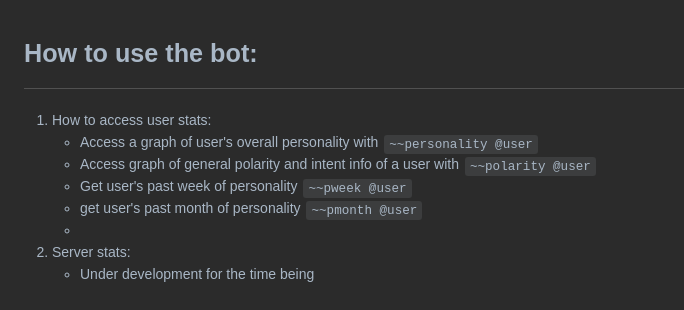 How to use the bot:
1. How to access user stats:
Access a graph of user's overall personality with ~~personality @user
Access graph of general polarity and intent info of a user with ~~polarity @user
Get user's past week of personality ~~pweek @user
get user's past month of personality ~~pmonth @user
2. Server stats:
Under development for the time being